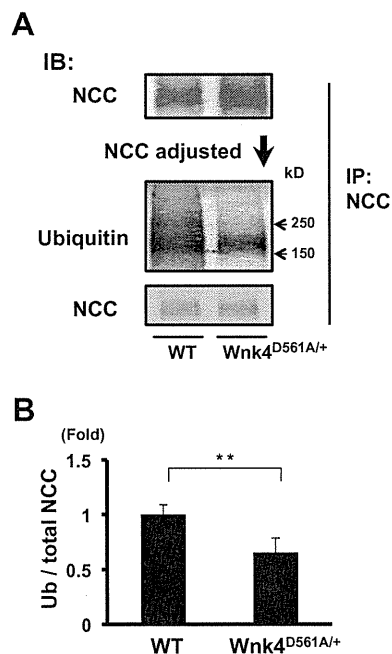 A
IB:
NCC
NCC adjusted
kD
IP:
NCC
Ubiquitin
250
150
NCC
WT Wnk4D561A/+
B
(Fold)
**
1.5
1
0.5
0
Ub / total NCC
WT Wnk4D561A/+